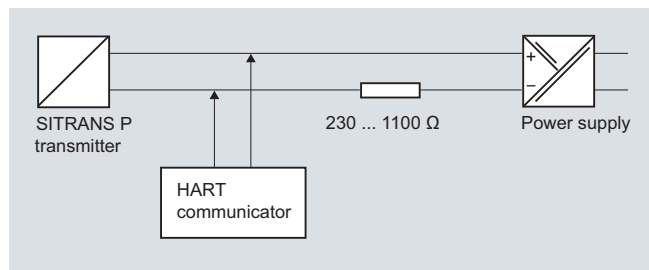 +
−
SITRANS P
transmitter
230 ... 1100 Ω
Power supply
HART
communicator